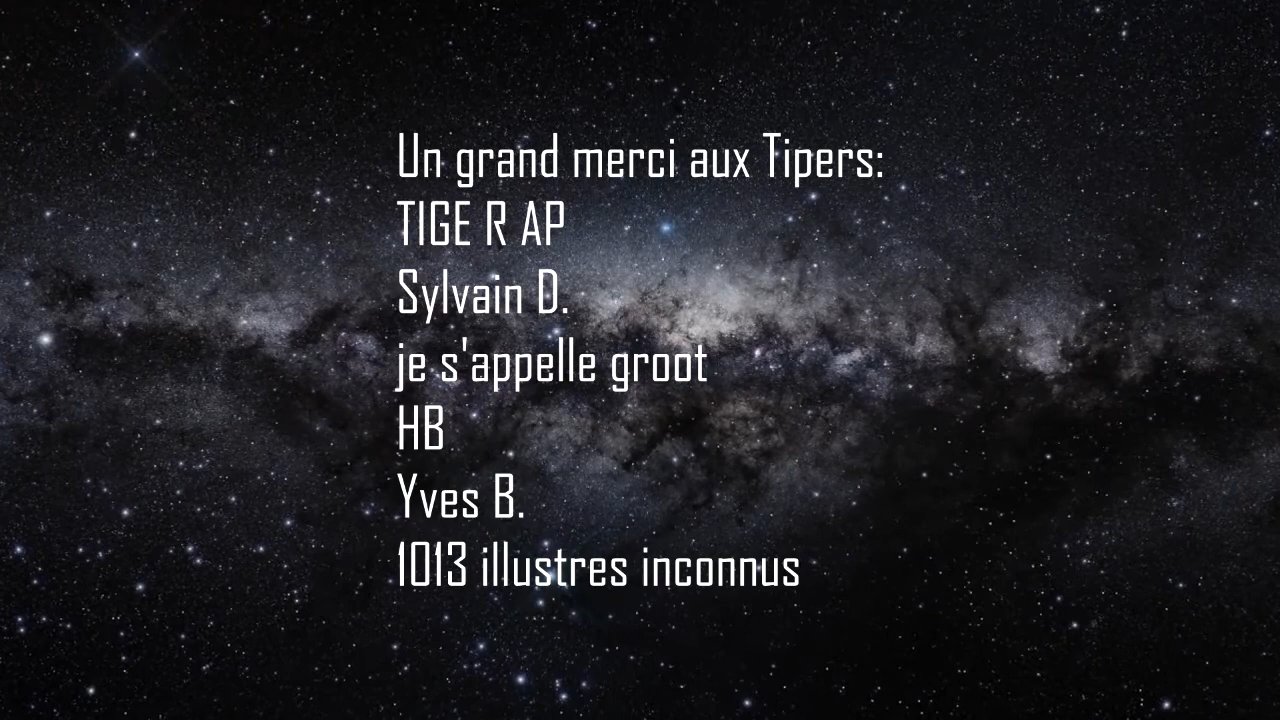 Un grand merci aux Tipers:
TIGE R AP
Sylvain D.
je s'appelle groot
HB
Yves B.
1013 illustres inconnus